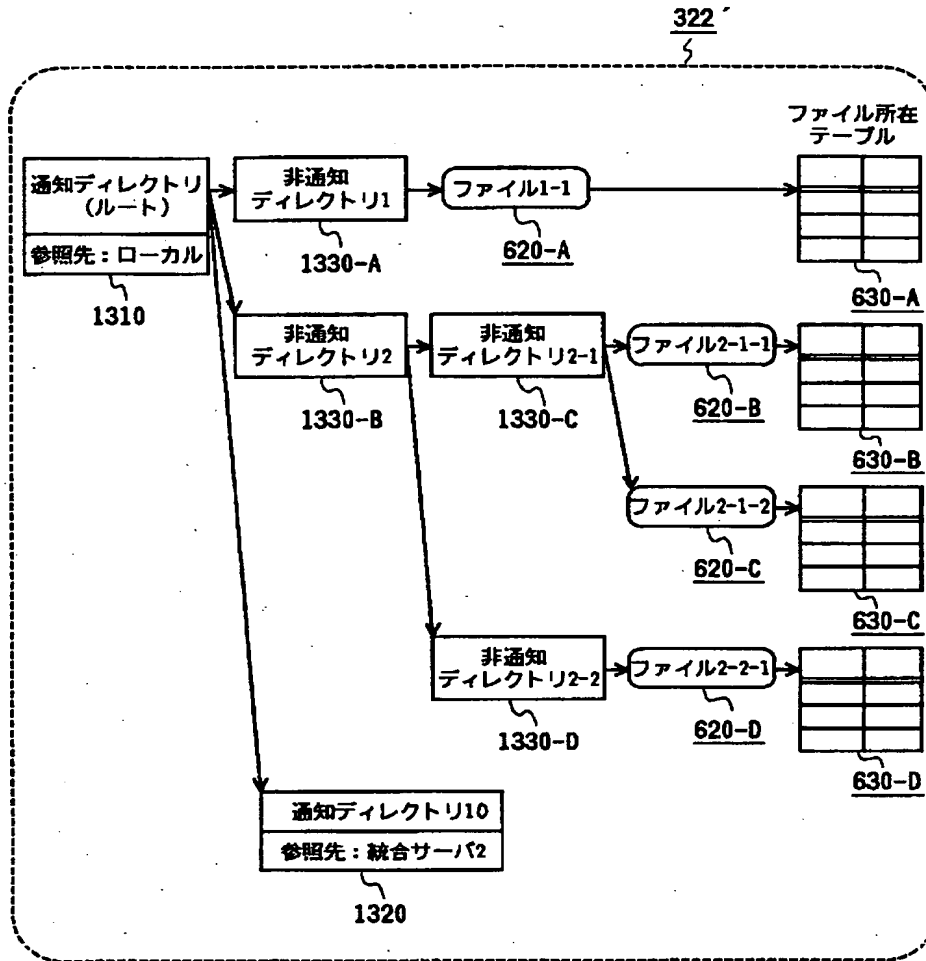 322´
ファイル所在
テーブル
通知ディレクトリ
(ルート)
参照先：ローカル
1310
非通知
ディレクトリ1
1330-A
ファイル1-1
620-A
630-A
非通知
ディレクトリ2
1330-B
非通知
ディレクトリ2-1
1330-C
ファイル2-1-1
620-B
630-B
ファイル2-1-2
620-C
630-C
非通知
ディレクトリ2-2
1330-D
ファイル2-2-1
620-D
630-D
通知ディレクトリ10
参照先：統合サーバ2
1320